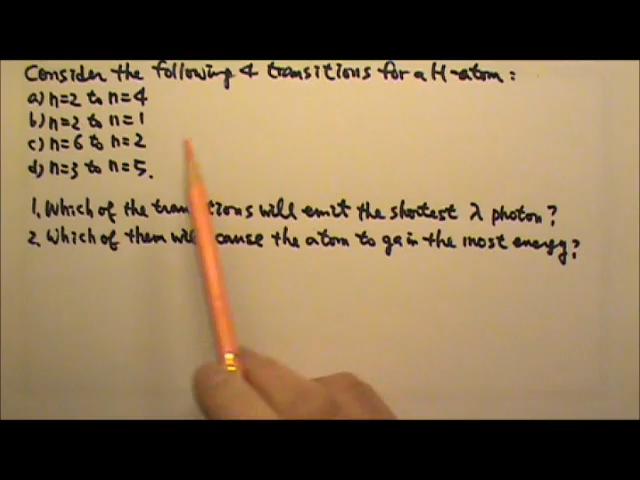 Consider the following 4 transitions for a H-atom:
a) n=2 to n=4
b) n=2 to n=1
c) n=6 to n=2
d) n=3 to n=5.
1. Which of the transitions will emit the shortest λ photon?
2. Which of them will cause the atom to gain the most energy?